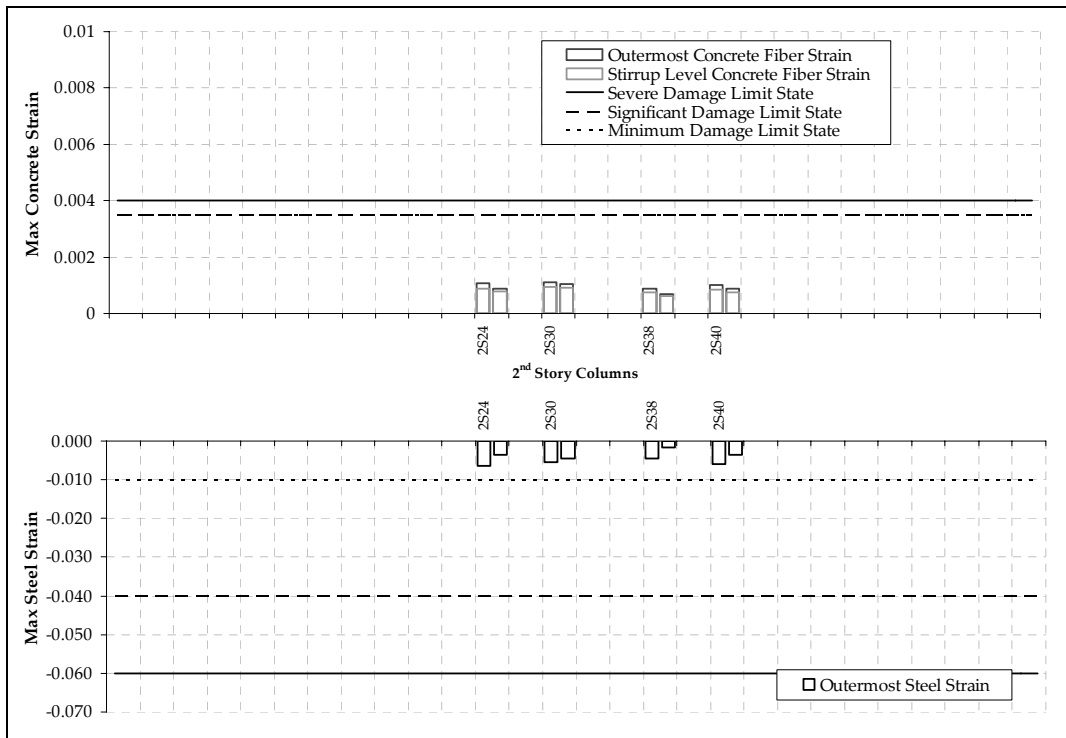 0.01
0.008
0.006
0.004
0.002
0
Max Concrete Strain
Outermost Concrete Fiber Strain
Stirrup Level Concrete Fiber Strain
Severe Damage Limit State
Significant Damage Limit State
Minimum Damage Limit State
2S24
2S30
2S38
2S40
2nd Story Columns
2S24
2S30
2S38
2S40
0.000
-0.010
-0.020
-0.030
-0.040
-0.050
-0.060
-0.070
Max Steel Strain
Outermost Steel Strain